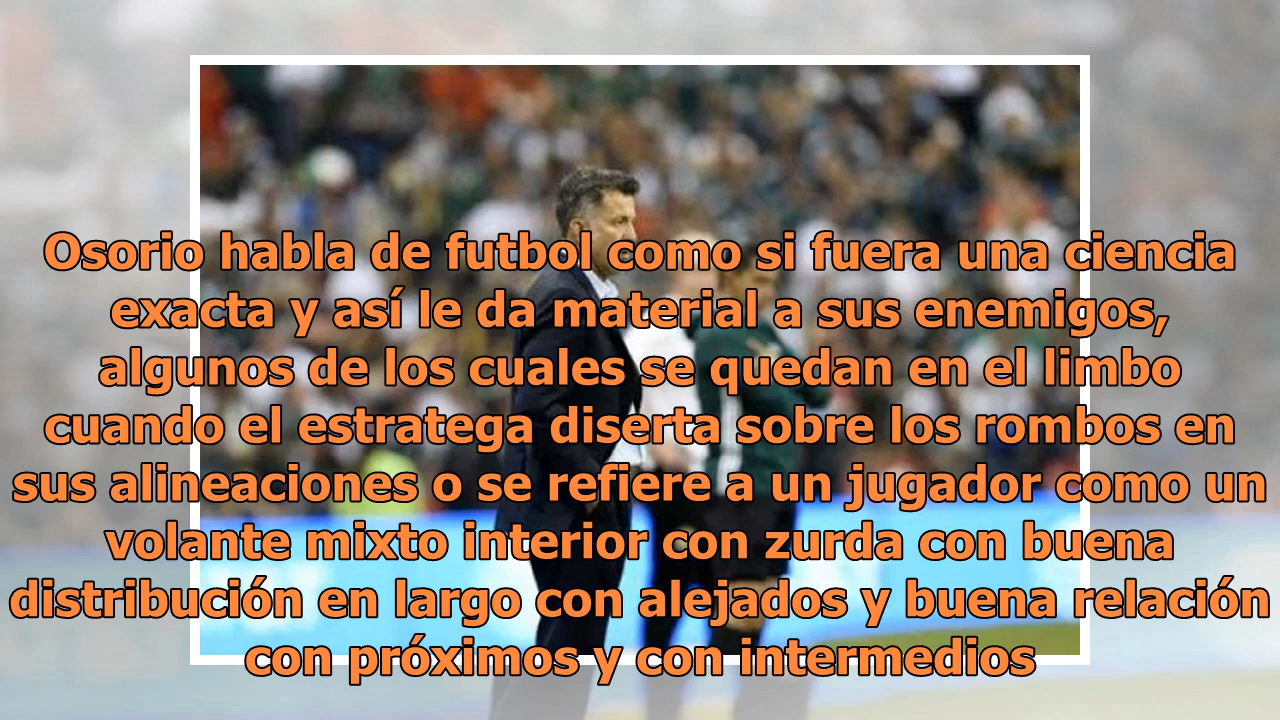 Osorio habla de futbol como si fuera una ciencia
exacta y así le da material a sus enemigos,
algunos de los cuales se quedan en el limbo
cuando el estratega diserta sobre los rombos en
sus alineaciones o se refiere a un jugador como un
volante mixto interior con zurda con buena
distribución en largo con alejados y buena relación
con próximos y con intermedios